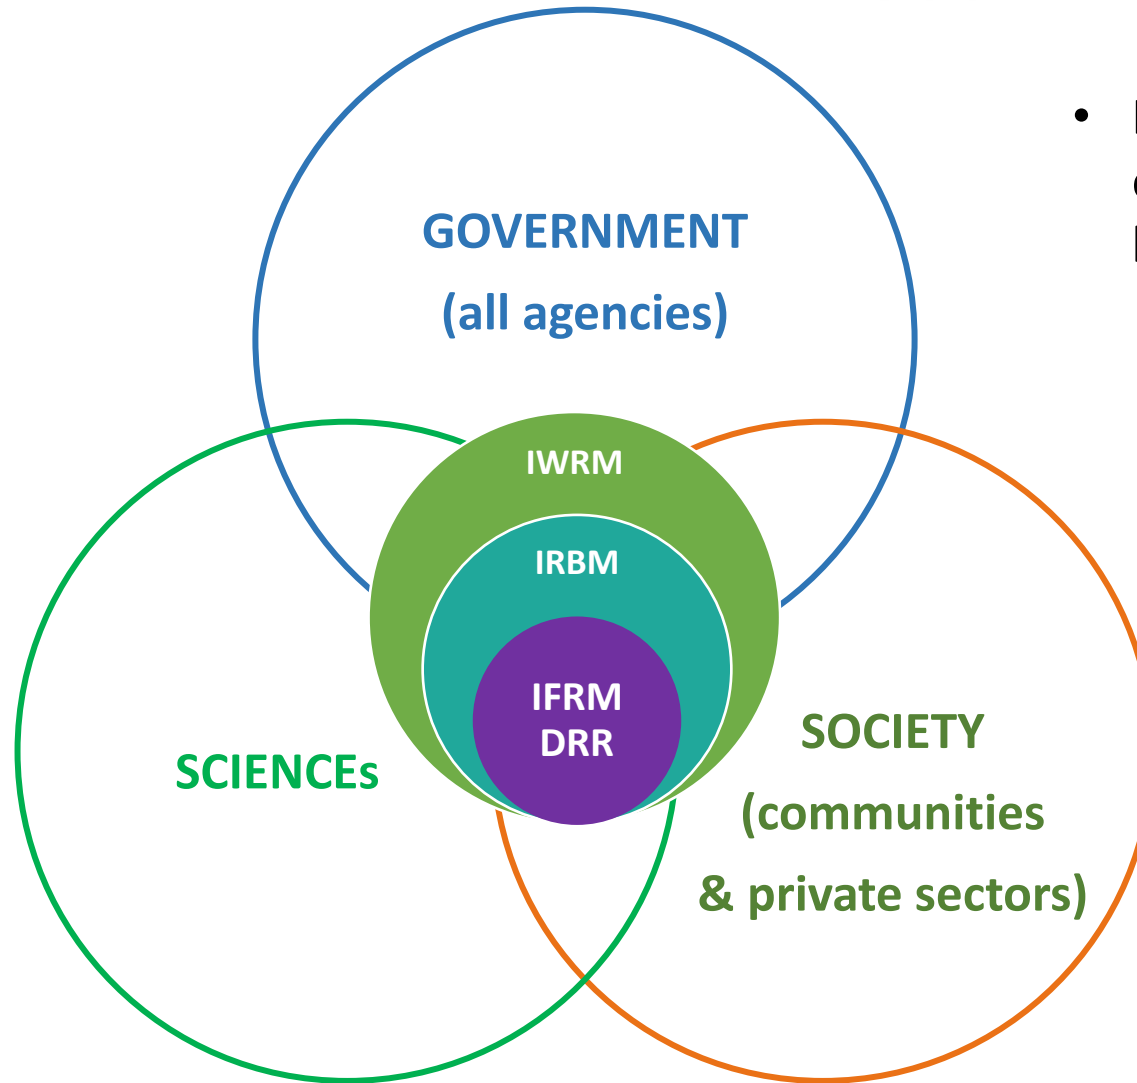 GOVERNMENT
(all agencies)
IWRM
IRBM
IFRM
DRR
SCIENCEs
SOCIETY
(communities
& private sectors)